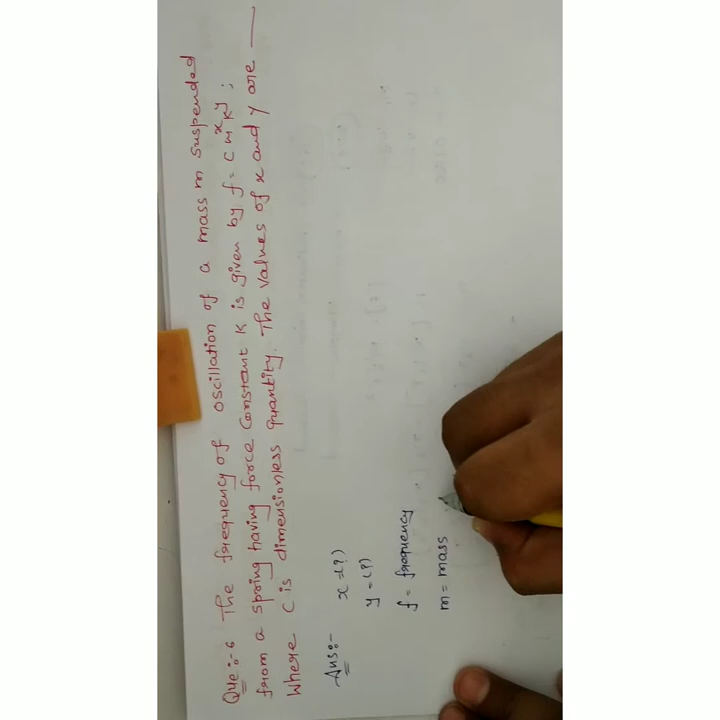 Que:- 6 The frequency of oscillation of a mass m suspended
from a spring having force constant K is given by f = C m^x K^y ;
Where C is dimensionless quantity. The values of x and y are —
Ans:- x = (?)
y = (?)
f = frequency
m = mass